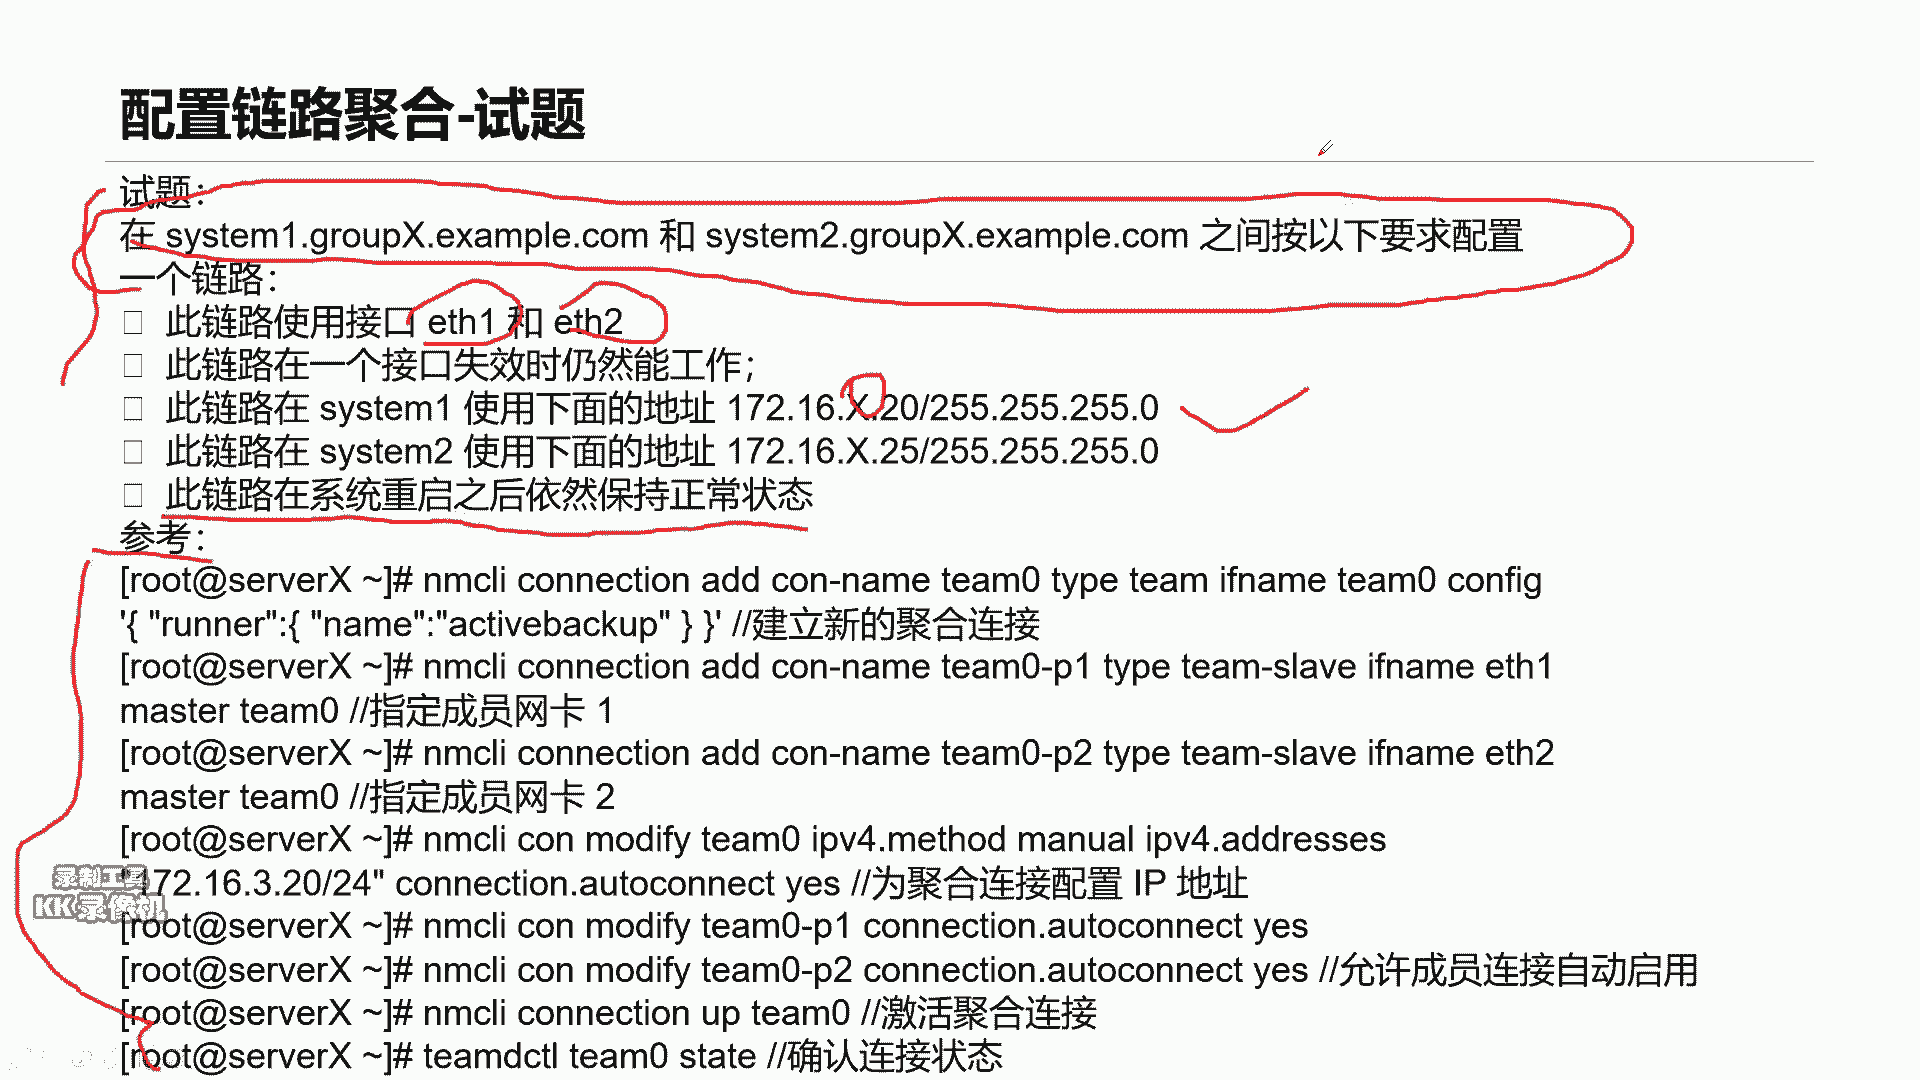 配置链路聚合-试题
试题：
在 system1.groupX.example.com 和 system2.groupX.example.com 之间按以下要求配置
一个链路：
此链路使用接口 eth1 和 eth2
此链路在一个接口失效时仍然能工作；
此链路在 system1 使用下面的地址 172.16.X.20/255.255.255.0
此链路在 system2 使用下面的地址 172.16.X.25/255.255.255.0
此链路在系统重启之后依然保持正常状态
参考：
[root@serverX ~]# nmcli connection add con-name team0 type team ifname team0 config
'{ "runner":{ "name":"activebackup" } }' //建立新的聚合连接
[root@serverX ~]# nmcli connection add con-name team0-p1 type team-slave ifname eth1
master team0 //指定成员网卡 1
[root@serverX ~]# nmcli connection add con-name team0-p2 type team-slave ifname eth2
master team0 //指定成员网卡 2
[root@serverX ~]# nmcli con modify team0 ipv4.method manual ipv4.addresses
"172.16.3.20/24" connection.autoconnect yes //为聚合连接配置 IP 地址
录制工具
KK录像机
[root@serverX ~]# nmcli con modify team0-p1 connection.autoconnect yes
[root@serverX ~]# nmcli con modify team0-p2 connection.autoconnect yes //允许成员连接自动启用
[root@serverX ~]# nmcli connection up team0 //激活聚合连接
[root@serverX ~]# teamdctl team0 state //确认连接状态